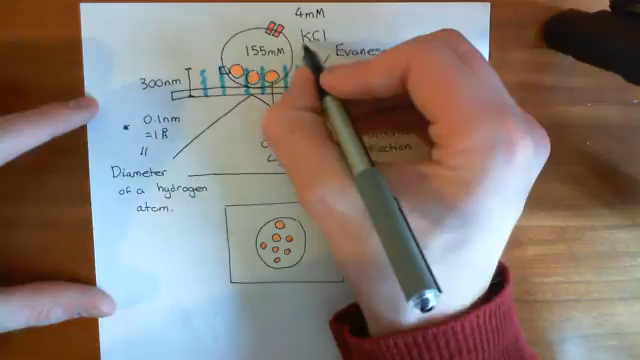 4mM
KCl
155mM
Evanes
300nm
0.1nm
= 1Å
"
Diameter
of a hydrogen
atom.